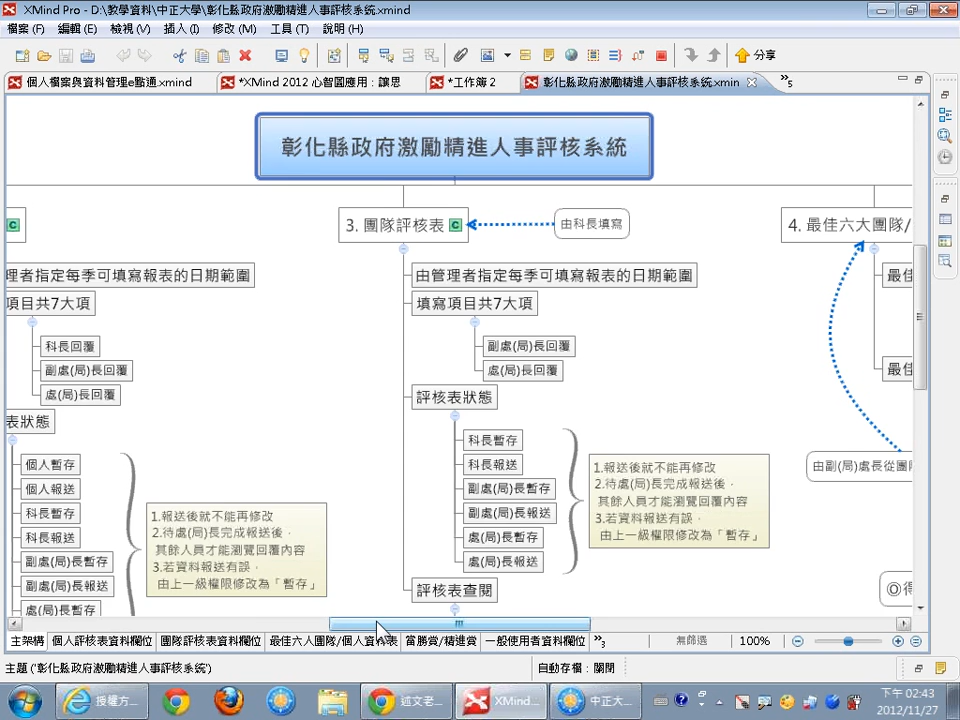 XMind Pro - D:\教學資料\中正大學\彰化縣政府激勵精進人事評核系統.xmind
檔案 (F) 編輯 (E) 檢視 (V) 插入 (I) 修改 (M) 工具 (T) 說明 (H)
分享
個人檔案與資料管理e點通.xmind
*XMind 2012 心智圖應用：讓思
*工作簿 2
彰化縣政府激勵精進人事評核系統.xmin
5
彰化縣政府激勵精進人事評核系統
C
3. 團隊評核表 C
由科長填寫
4. 最佳六大團隊/
理者指定每季可填寫報表的日期範圍
項目共7大項
科長回覆
副處(局)長回覆
處(局)長回覆
表狀態
個人暫存
個人報送
科長暫存
科長報送
副處(局)長暫存
副處(局)長報送
處(局)長暫存
1.報送後就不能再修改
2.待處(局)長完成報送後，
其餘人員才能瀏覽回覆內容
3.若資料報送有誤，
由上一級權限修改為「暫存」
由管理者指定每季可填寫報表的日期範圍
填寫項目共7大項
副處(局)長回覆
處(局)長回覆
評核表狀態
科長暫存
科長報送
副處(局)長暫存
副處(局)長報送
處(局)長暫存
處(局)長報送
評核表查閱
1.報送後就不能再修改
2.待處(局)長完成報送後，
其餘人員才能瀏覽回覆內容
3.若資料報送有誤，
由上一級權限修改為「暫存」
最佳
最佳
由副(局)處長從團
◎得
主架構 個人評核表資料欄位 團隊評核表資料欄位 最佳六人團隊/個人資料表 當勝賞/精進賞 一般使用者資料欄位
3
無篩選
100%
主題 ('彰化縣政府激勵精進人事評核系統')
自動存檔：關閉
授權方...
述文老...
XMind...
中正大...
下午 02:43
2012/11/27